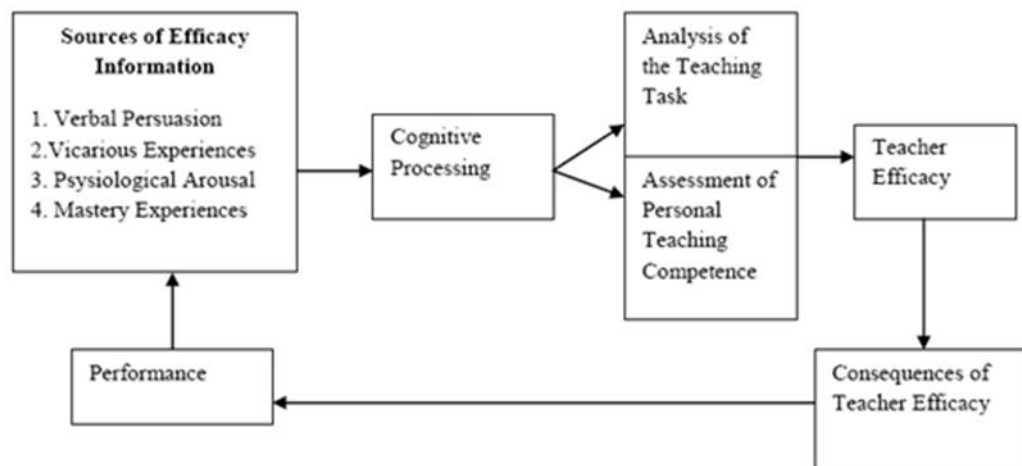 Sources of Efficacy
Information
1. Verbal Persuasion
2.Vicarious Experiences
3. Psysiological Arousal
4. Mastery Experiences
Cognitive
Processing
Analysis of
the Teaching
Task
Assessment of
Personal
Teaching
Competence
Teacher
Efficacy
Consequences of
Teacher Efficacy
Performance